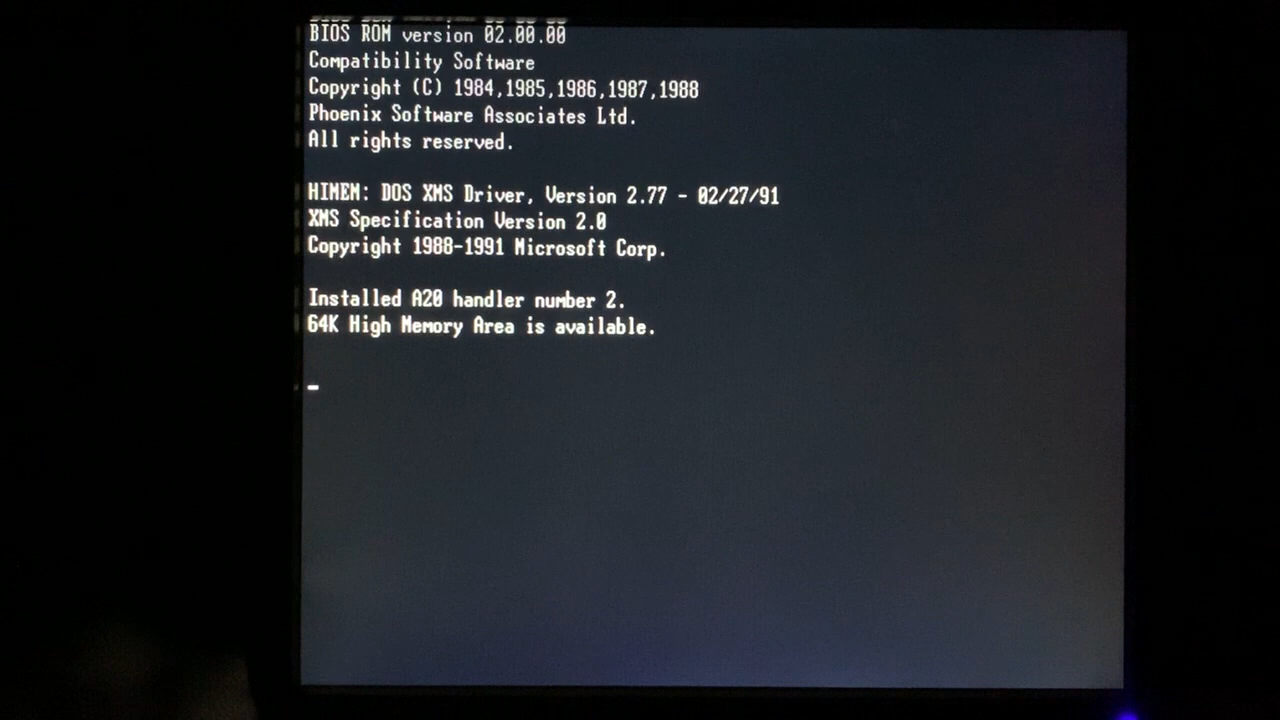 BIOS ROM version 02.00.00
Compatibility Software
Copyright (C) 1984,1985,1986,1987,1988
Phoenix Software Associates Ltd.
All rights reserved.
HIMEM: DOS XMS Driver, Version 2.77 - 02/27/91
XMS Specification Version 2.0
Copyright 1988-1991 Microsoft Corp.
Installed A20 handler number 2.
64K High Memory Area is available.